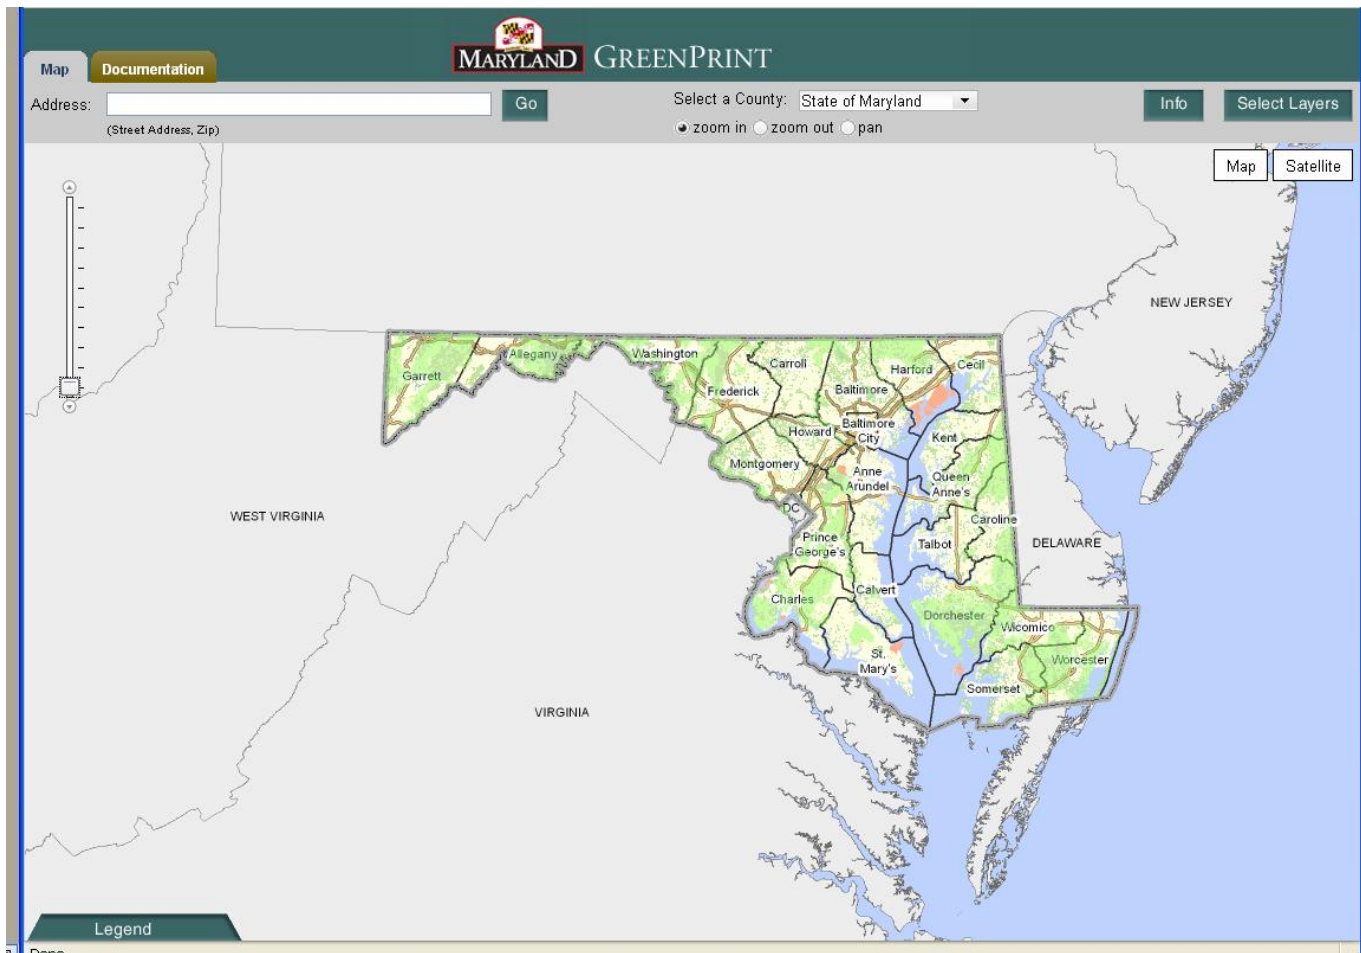 MARYLAND GREENPRINT
Map
Documentation
Address:
Go
Select a County: State of Maryland
Info
Select Layers
(Street Address, Zip)
zoom in zoom out pan
Map
Satellite
NEW JERSEY
Garrett
Allegany
Washington
Frederick
Carroll
Baltimore
Harford
Cecil
Howard
Baltimore
City
Kent
Montgomery
Anne
Arundel
Queen
Anne's
DC
Caroline
WEST VIRGINIA
Prince
George's
Talbot
DELAWARE
Charles
Calvert
Dorchester
Wicomico
St.
Mary's
Worcester
Somerset
VIRGINIA
Legend